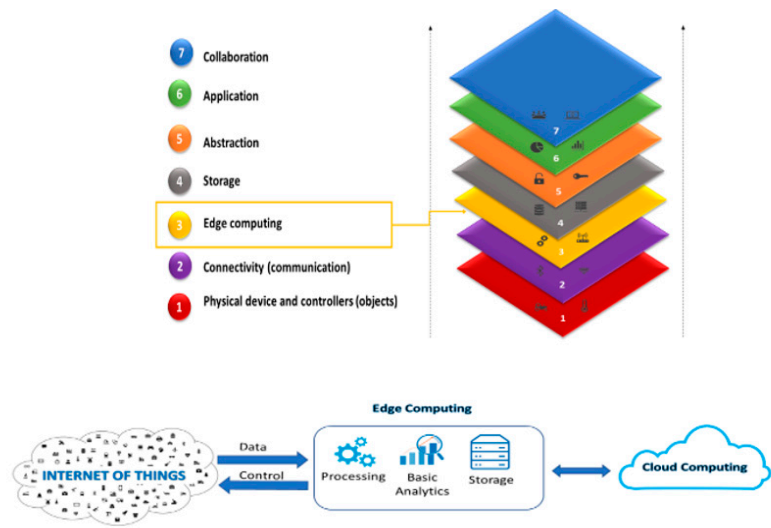 7 Collaboration
6 Application
5 Abstraction
4 Storage
3 Edge computing
2 Connectivity (communication)
1 Physical device and controllers (objects)
7
6
5
4
3
2
1
Edge Computing
INTERNET OF THINGS
Data
Control
Processing
Basic
Analytics
Storage
Cloud Computing